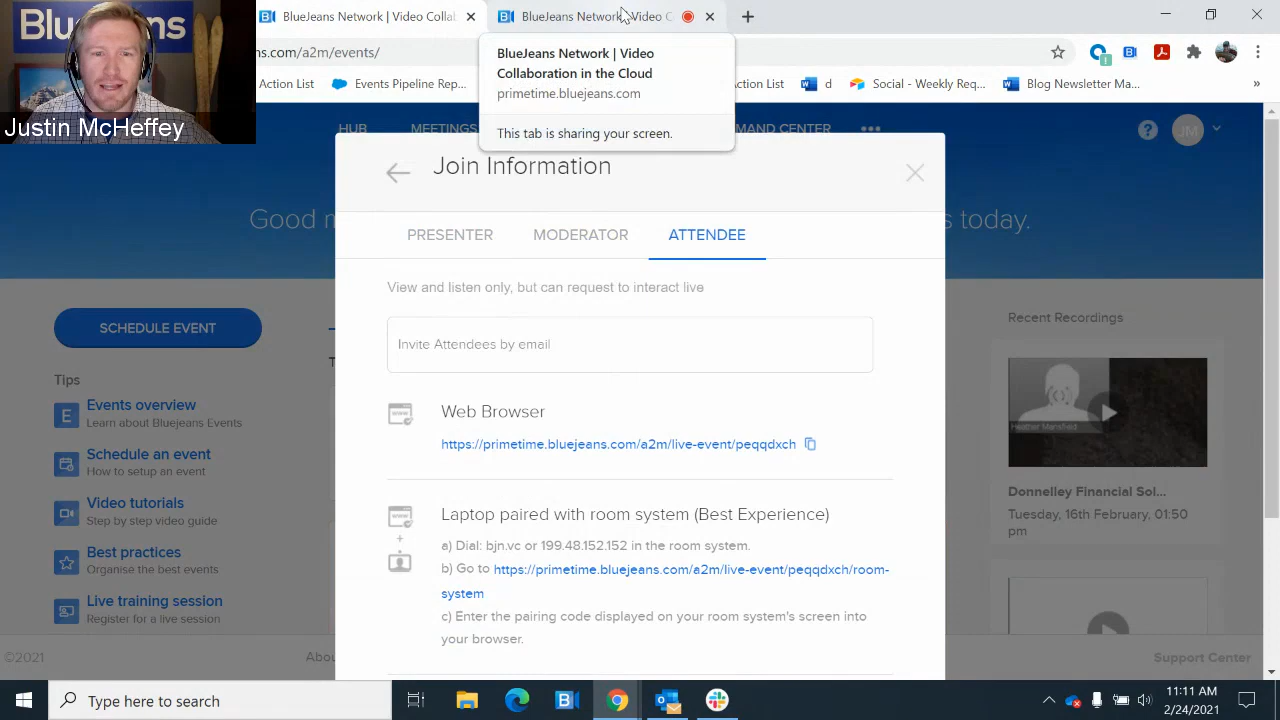 BlueJeans
Justin McHeffey
BlueJeans Network | Video Collab
BlueJeans Network Video C
BlueJeans Network | Video
Collaboration in the Cloud
primetime.bluejeans.com
This tab is sharing your screen.
ns.com/a2m/events/
1
Action List
Events Pipeline Rep...
Action List
d
Social - Weekly Req...
Blog Newsletter Ma...
»
HUB
MEETINGS
MAND CENTER
JM
Good m
s today.
Join Information
PRESENTER
MODERATOR
ATTENDEE
View and listen only, but can request to interact live
Invite Attendees by email
Web Browser
https://primetime.bluejeans.com/a2m/live-event/peqqdxch
Laptop paired with room system (Best Experience)
a) Dial: bjn.vc or 199.48.152.152 in the room system.
b) Go to https://primetime.bluejeans.com/a2m/live-event/peqqdxch/room-
system
c) Enter the pairing code displayed on your room system's screen into
your browser.
SCHEDULE EVENT
Tips
Events overview
Learn about Bluejeans Events
Schedule an event
How to setup an event
Video tutorials
Step by step video guide
Best practices
Organise the best events
Live training session
Register for a live session
Recent Recordings
Heather Mansfield
Donnelley Financial Sol...
Tuesday, 16th February, 01:50
pm
©2021
Abou
Support Center
Type here to search
11:11 AM
2/24/2021